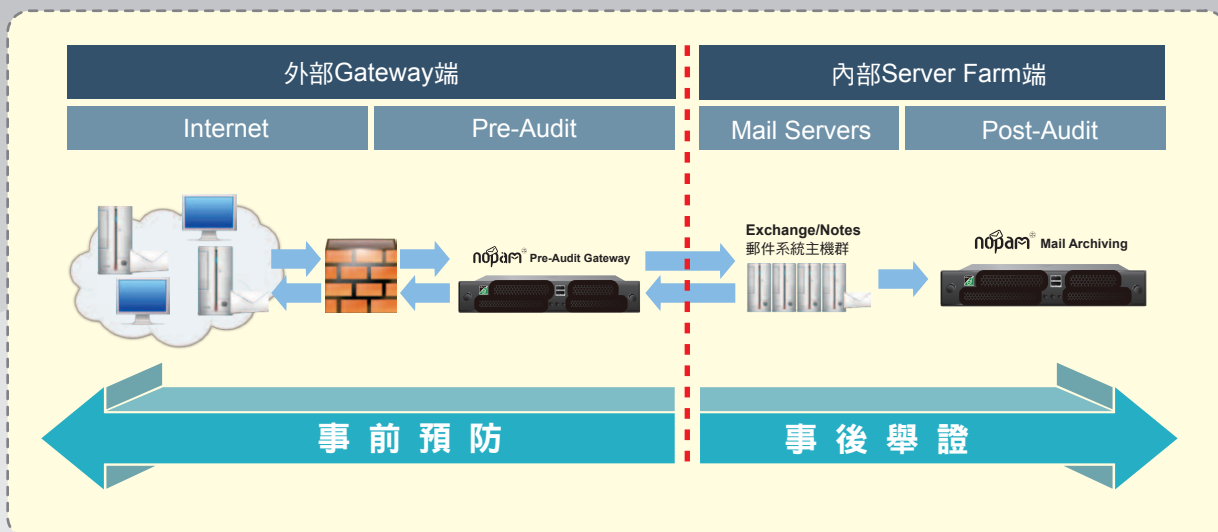 外部Gateway端
內部Server Farm端
Internet
Pre-Audit
Mail Servers
Post-Audit
nopam® Pre-Audit Gateway
Exchange/Notes
郵件系統主機群
nopam® Mail Archiving
事前預防
事後舉證